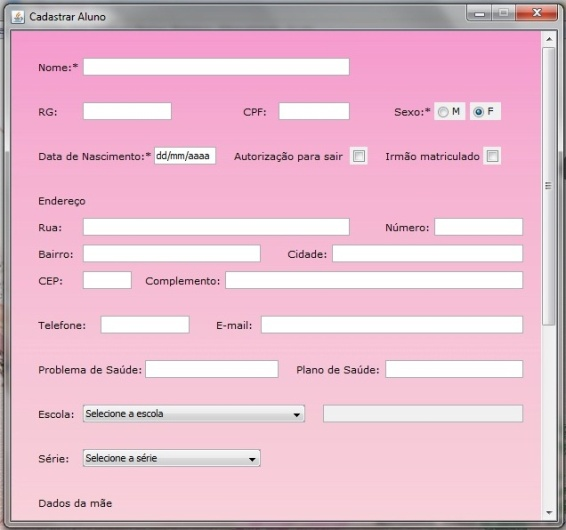 Cadastrar Aluno
Nome:*
RG: CPF: Sexo:* M F
Data de Nascimento:* dd/mm/aaaa Autorização para sair Irmão matriculado
Endereço
Rua: Número:
Bairro: Cidade:
CEP: Complemento:
Telefone: E-mail:
Problema de Saúde: Plano de Saúde:
Escola: Selecione a escola
Série: Selecione a série
Dados da mãe